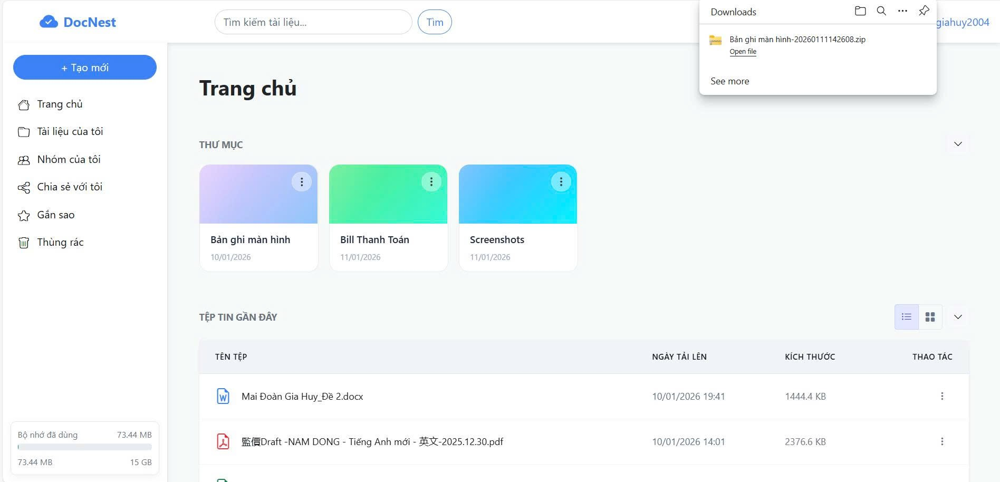 DocNest
Tìm kiếm tài liệu...
Tìm
Downloads
giahuy2004
Bản ghi màn hình-20260111142608.zip
Open file
See more
+ Tạo mới
Trang chủ
Tài liệu của tôi
Nhóm của tôi
Chia sẻ với tôi
Gắn sao
Thùng rác
Bộ nhớ đã dùng 73.44 MB
73.44 MB 15 GB
Trang chủ
THƯ MỤC
Bản ghi màn hình
10/01/2026
Bill Thanh Toán
11/01/2026
Screenshots
11/01/2026
TỆP TIN GẦN ĐÂY
TÊN TỆP NGÀY TẢI LÊN KÍCH THƯỚC THAO TÁC
Mai Đoàn Gia Huy_Đề 2.docx 10/01/2026 19:41 1444.4 KB
監價Draft -NAM DONG - Tiếng Anh mới - 英文-2025.12.30.pdf 10/01/2026 14:01 2376.6 KB